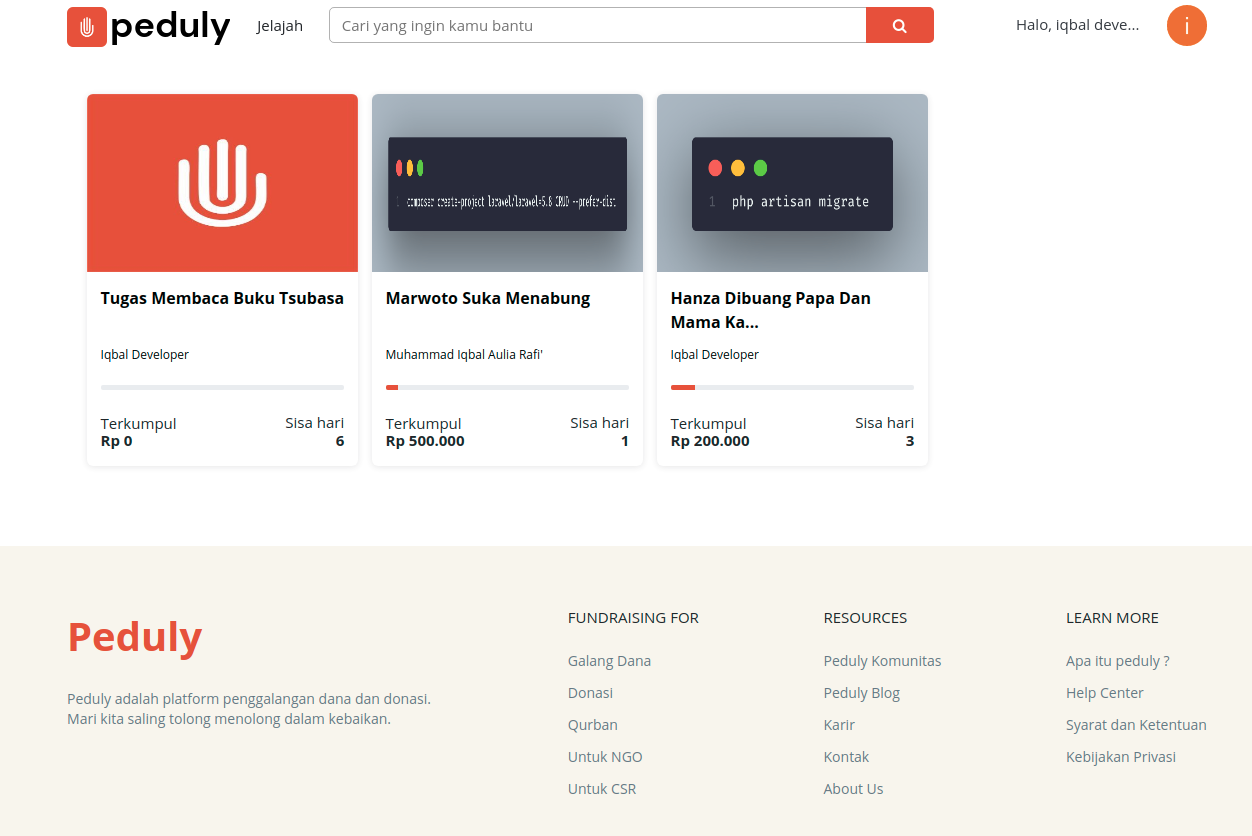 peduly
Jelajah
Cari yang ingin kamu bantu
Halo, iqbal deve...
i
1 composer create-project laravel/laravel=5.8 CRUD --prefer-dist
1 php artisan migrate
Tugas Membaca Buku Tsubasa
Iqbal Developer
Terkumpul
Sisa hari
Rp 0
6
Marwoto Suka Menabung
Muhammad Iqbal Aulia Rafi'
Terkumpul
Sisa hari
Rp 500.000
1
Hanza Dibuang Papa Dan
Mama Ka...
Iqbal Developer
Terkumpul
Sisa hari
Rp 200.000
3
Peduly
Peduly adalah platform penggalangan dana dan donasi.
Mari kita saling tolong menolong dalam kebaikan.
FUNDRAISING FOR
Galang Dana
Donasi
Qurban
Untuk NGO
Untuk CSR
RESOURCES
Peduly Komunitas
Peduly Blog
Karir
Kontak
About Us
LEARN MORE
Apa itu peduly ?
Help Center
Syarat dan Ketentuan
Kebijakan Privasi